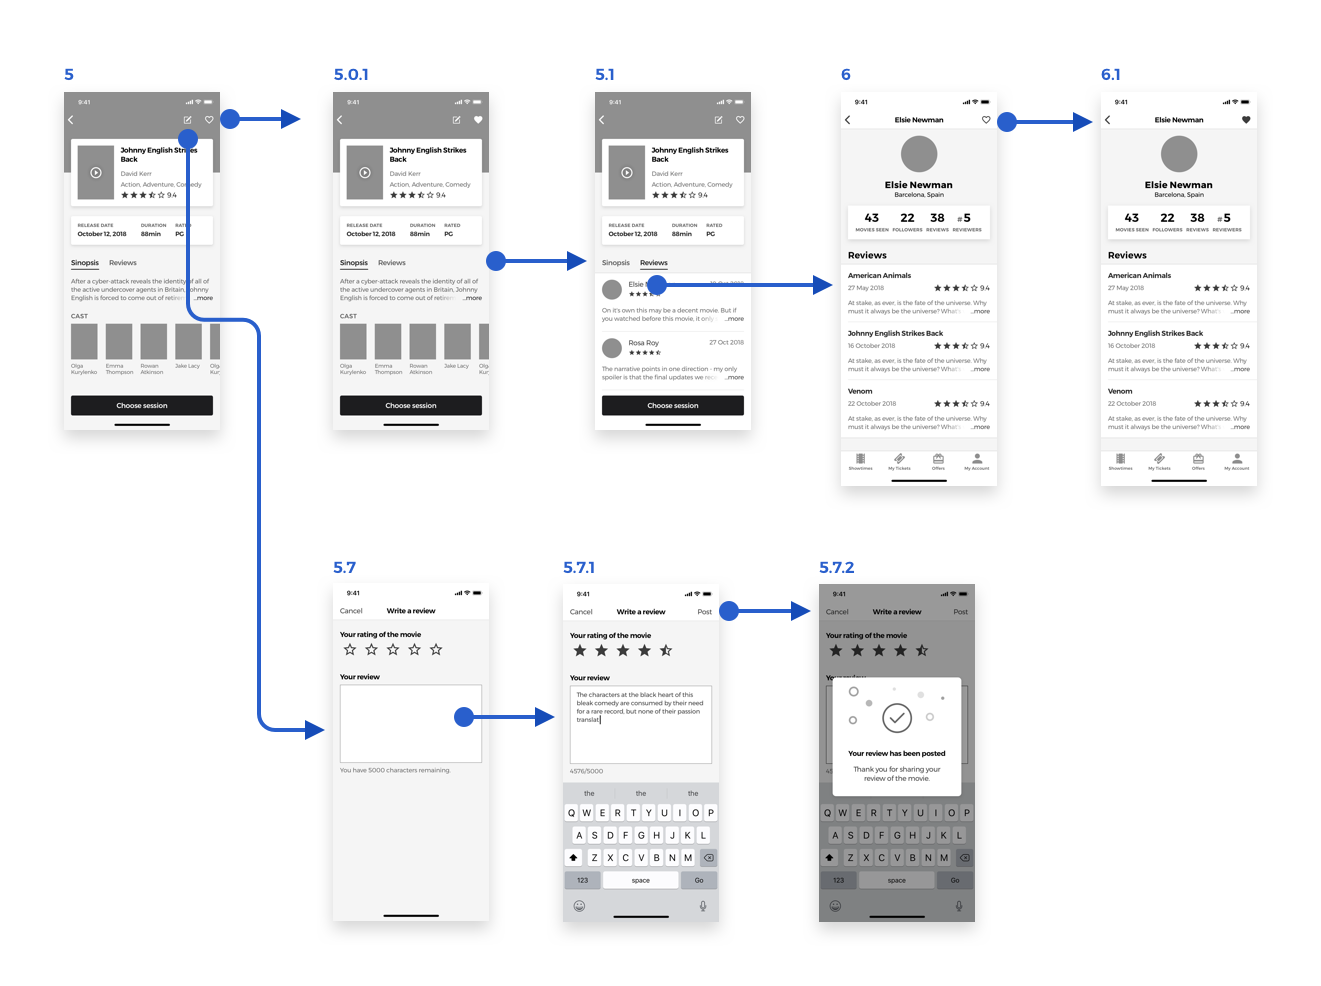 5
9:41
Johnny English Strikes
Back
David Kerr
Action, Adventure, Comedy
9.4
RELEASE DATE DURATION RATED
October 12, 2018 88min PG
Sinopsis Reviews
After a cyber-attack reveals the identity of all of
the active undercover agents in Britain, Johnny
English is forced to come out of retire ...more
CAST
Olga
Kurylenko
Emma
Thompson
Rowan
Atkinson
Jake Lacy
Olg
Kur
Choose session
5.0.1
9:41
Johnny English Strikes
Back
David Kerr
Action, Adventure, Comedy
9.4
RELEASE DATE DURATION RATED
October 12, 2018 88min PG
Sinopsis Reviews
After a cyber-attack reveals the identity of all of
the active undercover agents in Britain, Johnny
English is forced to come out of retire ...more
CAST
Olga
Kurylenko
Emma
Thompson
Rowan
Atkinson
Jake Lacy
Olg
Kur
Choose session
5.1
9:41
Johnny English Strikes
Back
David Kerr
Action, Adventure, Comedy
9.4
RELEASE DATE DURATION RATED
October 12, 2018 88min PG
Sinopsis Reviews
Elsie
On it's own this may be a decent movie. But if
you watched before this movie, it only ...more
Rosa Roy 27 Oct 2018
The narrative points in one direction - my only
spoiler is that the final updates we rec ...more
Choose session
6
9:41
Elsie Newman
Elsie Newman
Barcelona, Spain
43 22 38 #5
MOVIES SEEN FOLLOWERS REVIEWS REVIEWERS
Reviews
American Animals
27 May 2018 9.4
At stake, as ever, is the fate of the universe. Why
must it always be the universe? What's ...more
Johnny English Strikes Back
16 October 2018 9.4
At stake, as ever, is the fate of the universe. Why
must it always be the universe? What's ...more
Venom
22 October 2018 9.4
At stake, as ever, is the fate of the universe. Why
must it always be the universe? What's ...more
Showtimes My Tickets Offers My Account
6.1
9:41
Elsie Newman
Elsie Newman
Barcelona, Spain
43 22 38 #5
MOVIES SEEN FOLLOWERS REVIEWS REVIEWERS
Reviews
American Animals
27 May 2018 9.4
At stake, as ever, is the fate of the universe. Why
must it always be the universe? What's ...more
Johnny English Strikes Back
16 October 2018 9.4
At stake, as ever, is the fate of the universe. Why
must it always be the universe? What's ...more
Venom
22 October 2018 9.4
At stake, as ever, is the fate of the universe. Why
must it always be the universe? What's ...more
Showtimes My Tickets Offers My Account
5.7
9:41
Cancel Write a review
Your rating of the movie
Your review
You have 5000 characters remaining.
5.7.1
9:41
Cancel Write a review Post
Your rating of the movie
Your review
The characters at the black heart of this
bleak comedy are consumed by their need
for a rare record, but none of their passion
translat
4576/5000
the the the
Q W E R T Y U I O P
A S D F G H J K L
Z X C V B N M
123 space Go
5.7.2
9:41
Cancel Write a review Post
Your rating of the movie
Your review
45
Your review has been posted
Thank you for sharing your
review of the movie.
Q W E R T Y U I O P
A S D F G H J K L
Z X C V B N M
123 space Go